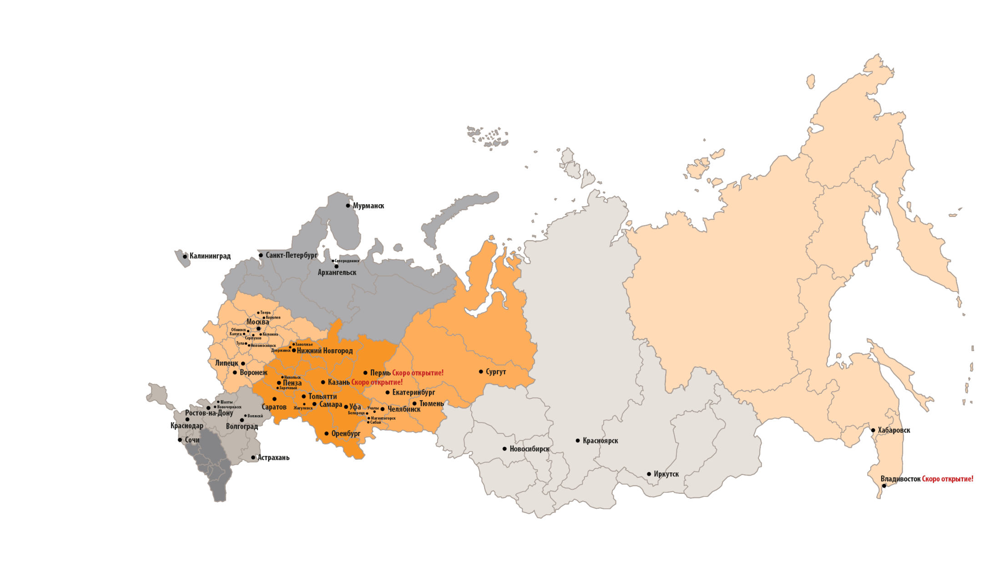 Мурманск
Калининград
Санкт-Петербург
Северодвинск
Архангельск
Тверь
Королев
Москва
Обнинск
Калуга
Серпухов
Коломна
Тула
Новомосковск
Заволжье
Дзержинск
Нижний Новгород
Липецк
Воронеж
Пермь Скоро открытие!
Сургут
Никольск
Пенза
Заречный
Казань Скоро открытие!
Екатеринбург
Тольятти
Тюмень
Шахты
Новочеркасск
Саратов
Самара
Жигулевск
Уфа
Учалы
Белорецк
Челябинск
Ростов-на-Дону
Волжскй
Магнитогорск
Сибай
Краснодар
Волгоград
Хабаровск
Оренбург
Сочи
Красноярск
Новосибирск
Астрахань
Иркутск
Владивосток Скоро открытие!